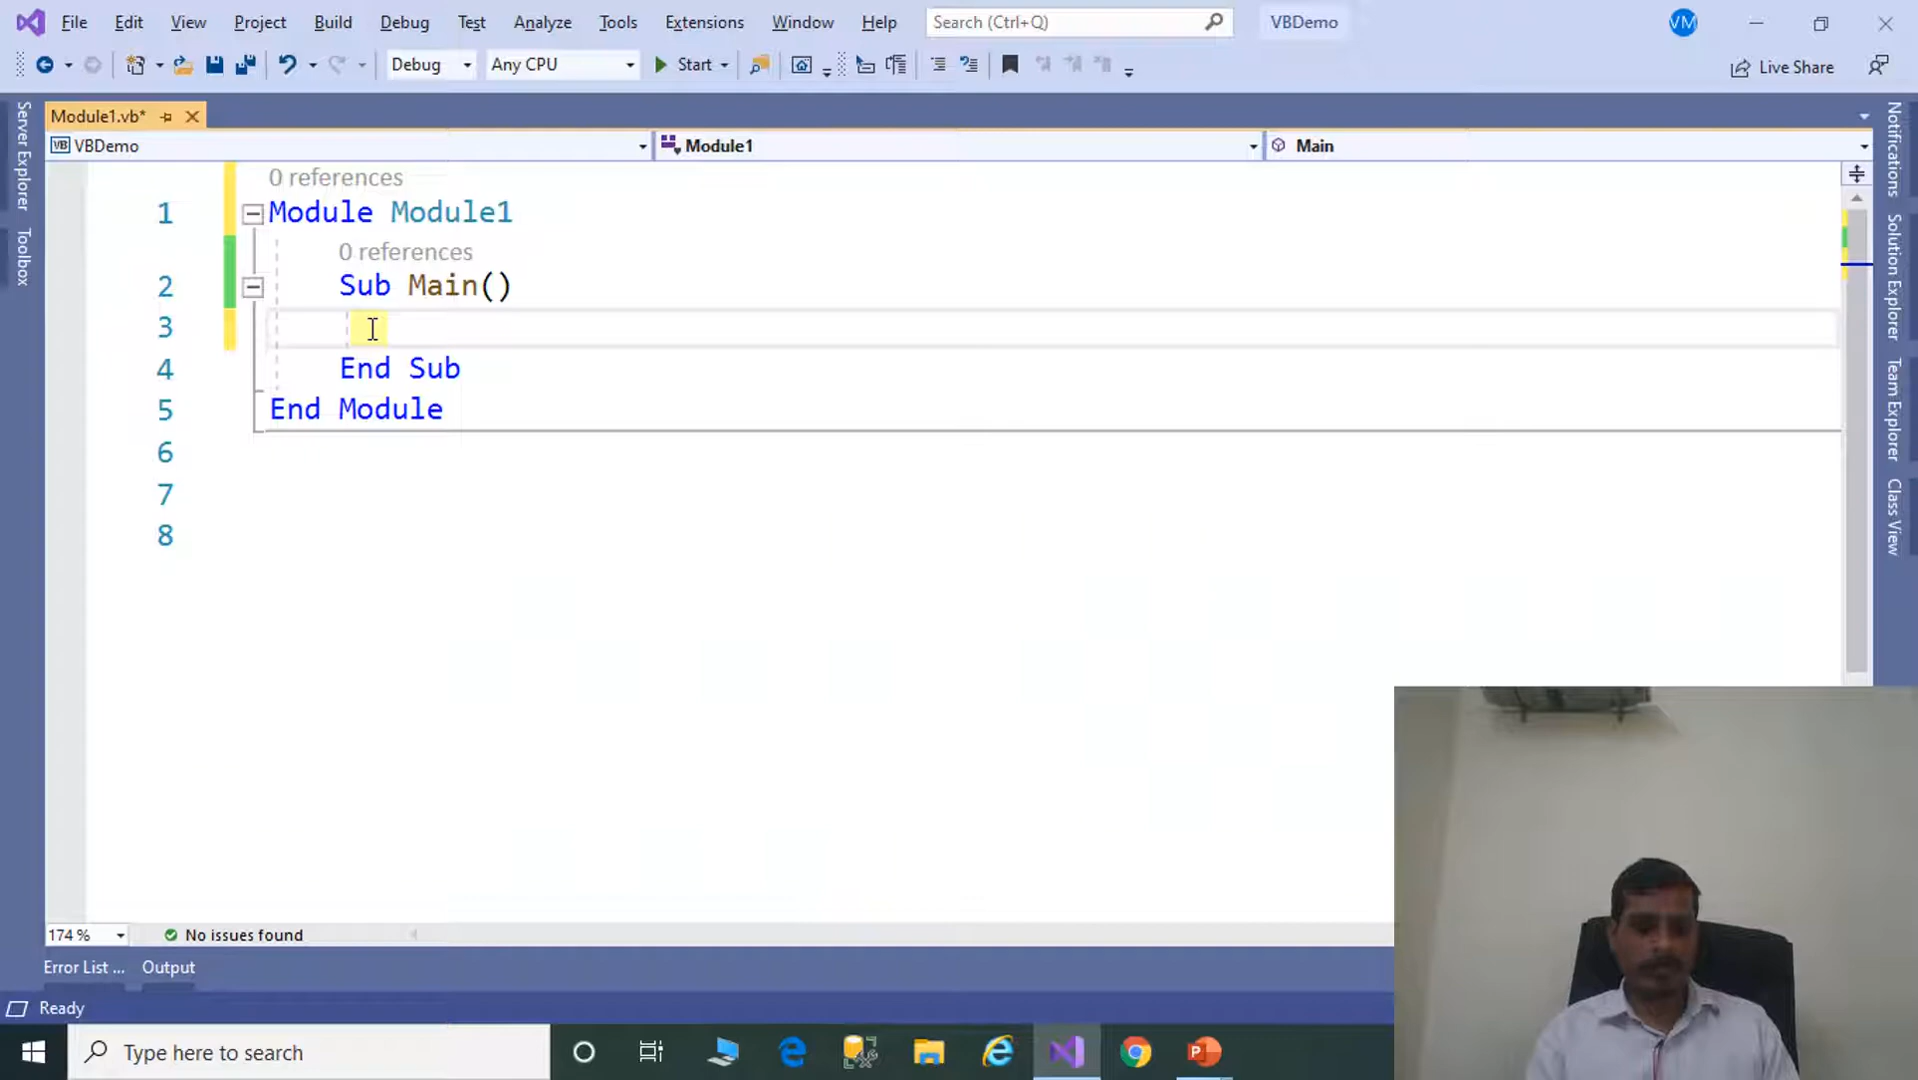 File Edit View Project Build Debug Test Analyze Tools Extensions Window Help Search (Ctrl+Q) VBDemo VM
Debug Any CPU Start Live Share
Module1.vb*
VB VBDemo Module1 Main
Server Explorer
Toolbox
0 references
1 Module Module1
0 references
2 Sub Main()
3
4 End Sub
5 End Module
6
7
8
Notifications
Solution Explorer
Team Explorer
Class View
174 % No issues found
Error List ... Output
Ready
Type here to search